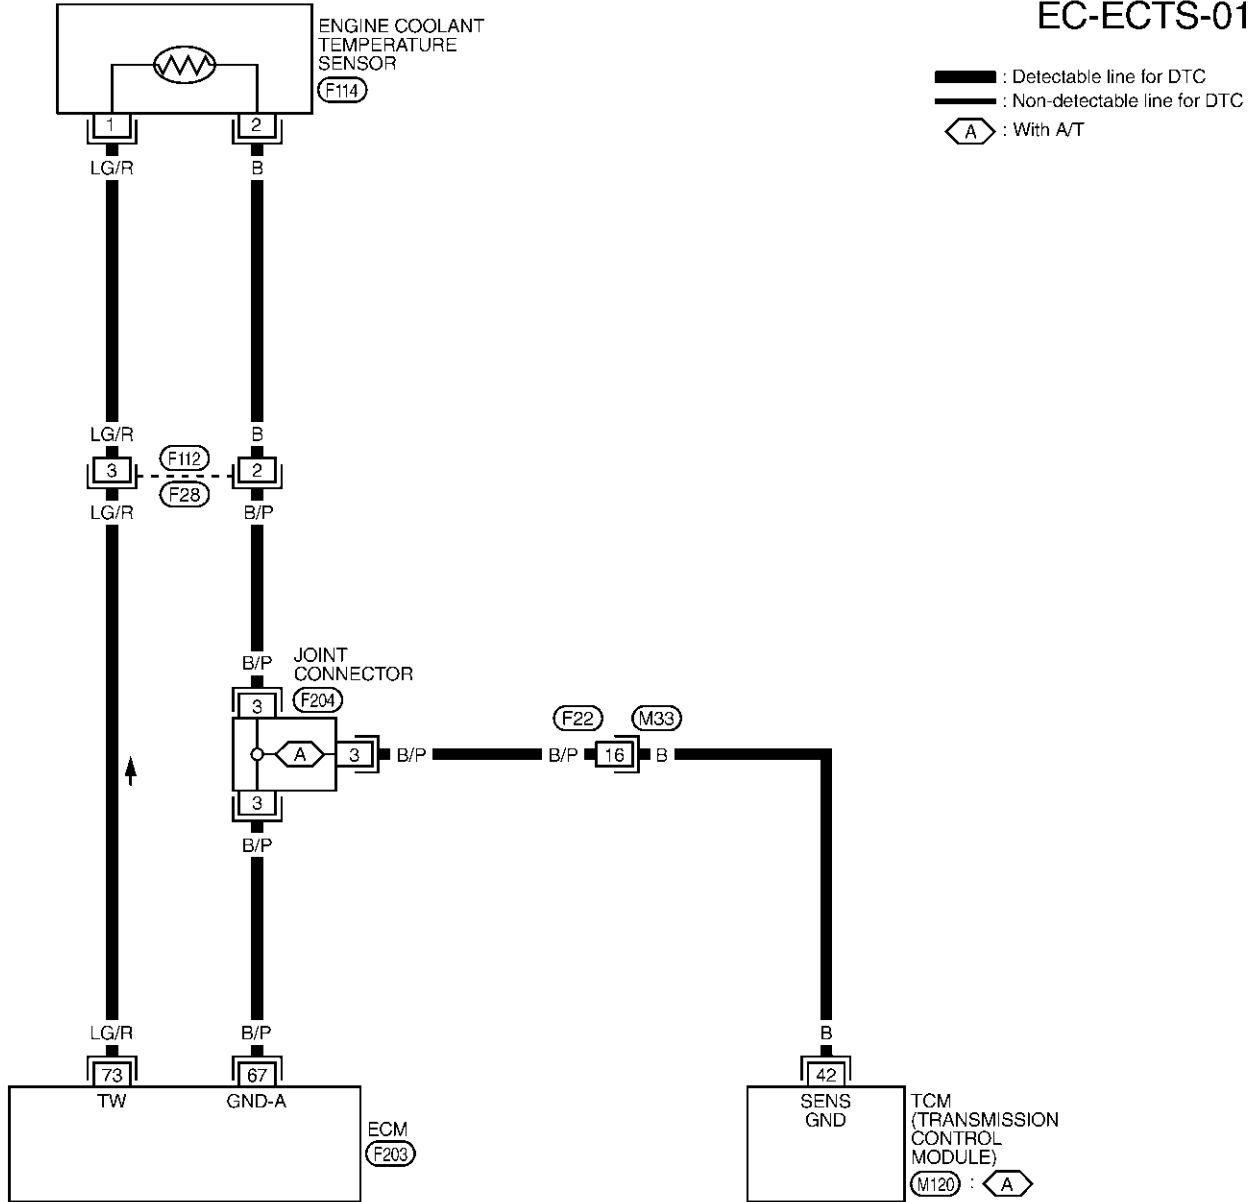 EC-ECTS-01
ENGINE COOLANT
TEMPERATURE
SENSOR
F114
: Detectable line for DTC
: Non-detectable line for DTC
A : With A/T
1 2
LG/R B
LG/R B
3 F112 2
F28
LG/R B/P
B/P
JOINT
CONNECTOR
F204
3
A 3 B/P B/P F22 16 M33 B
3
B/P
LG/R B/P B
73 67 42
TW GND-A SENS
GND
ECM
F203
TCM
(TRANSMISSION
CONTROL
MODULE)
M120 : A